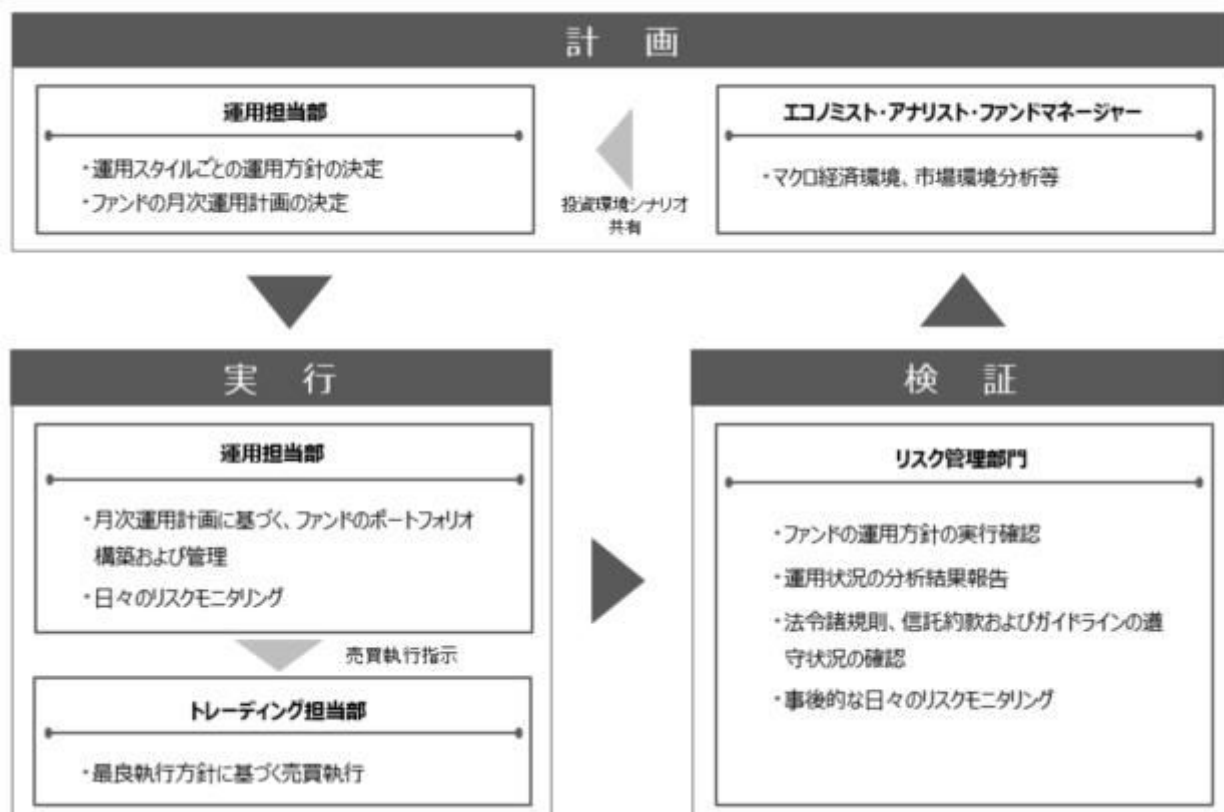 計 画
運用担当部
・運用スタイルごとの運用方針の決定
・ファンドの月次運用計画の決定
投資環境シナリオ
共有
エコノミスト・アナリスト・ファンドマネージャー
・マクロ経済環境、市場環境分析等
実 行
運用担当部
・月次運用計画に基づく、ファンドのポートフォリオ
構築および管理
・日々のリスクモニタリング
売買執行指示
トレーディング担当部
・最良執行方針に基づく売買執行
検 証
リスク管理部門
・ファンドの運用方針の実行確認
・運用状況の分析結果報告
・法令諸規則、信託約款およびガイドラインの遵
守状況の確認
・事後的な日々のリスクモニタリング